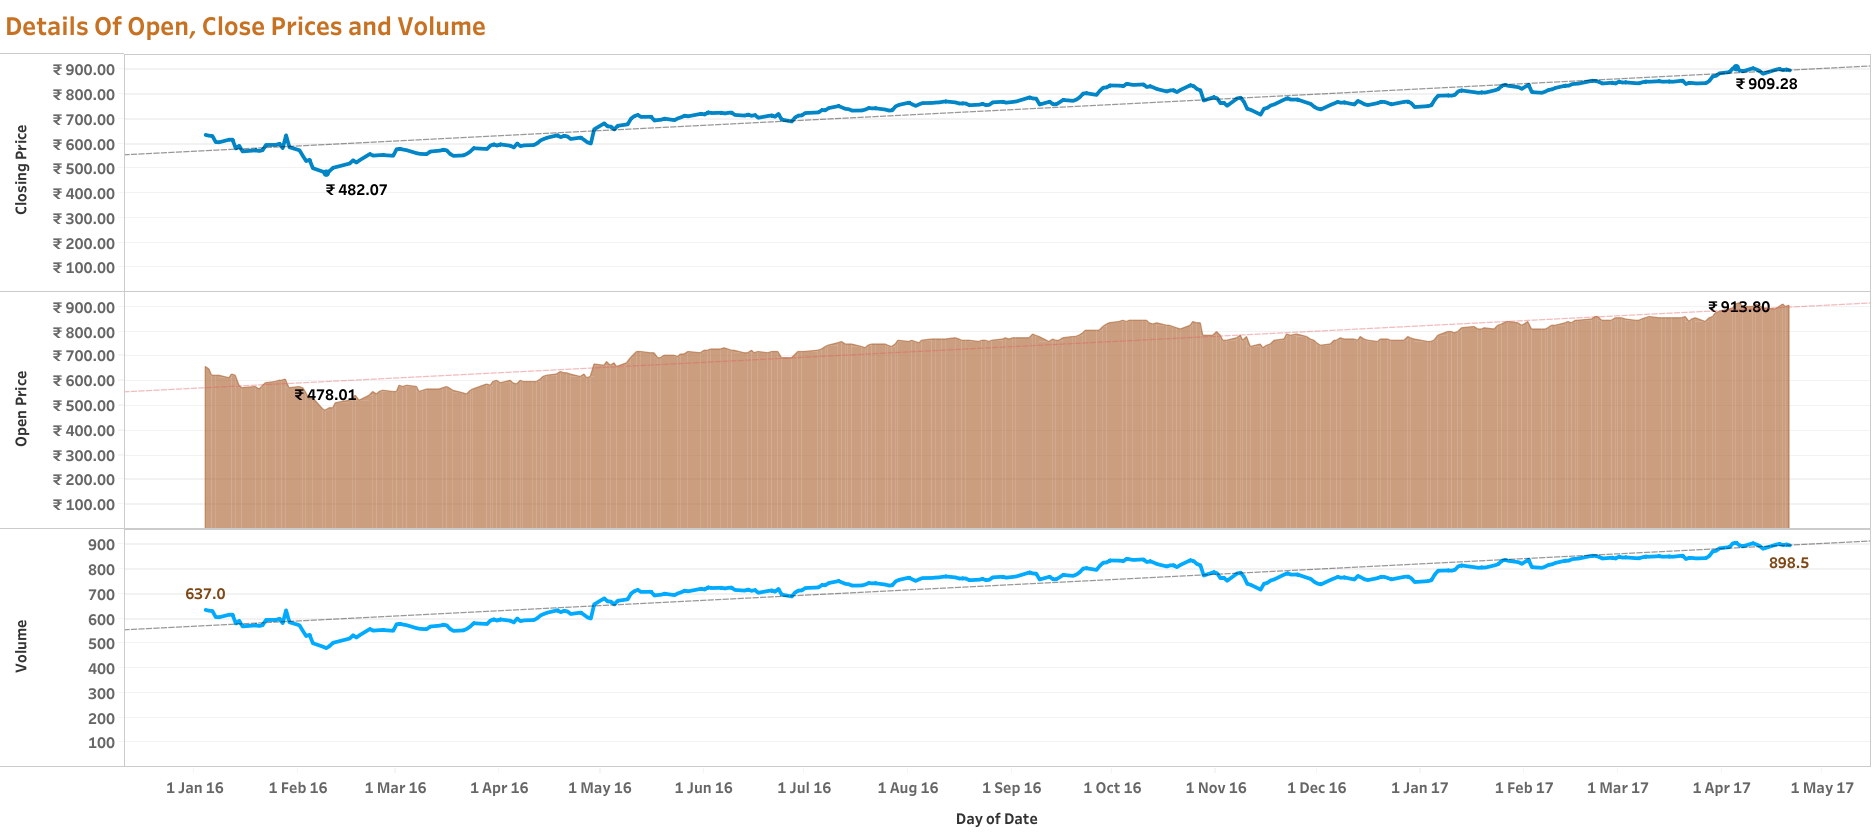 Details Of Open, Close Prices and Volume
Closing Price
₹ 900.00
₹ 800.00
₹ 700.00
₹ 600.00
₹ 500.00
₹ 400.00
₹ 300.00
₹ 200.00
₹ 100.00
₹ 909.28
₹ 482.07
Open Price
₹ 900.00
₹ 800.00
₹ 700.00
₹ 600.00
₹ 500.00
₹ 400.00
₹ 300.00
₹ 200.00
₹ 100.00
₹ 913.80
₹ 478.01
Volume
900
800
700
600
500
400
300
200
100
637.0
898.5
1 Jan 16
1 Feb 16
1 Mar 16
1 Apr 16
1 May 16
1 Jun 16
1 Jul 16
1 Aug 16
1 Sep 16
1 Oct 16
1 Nov 16
1 Dec 16
1 Jan 17
1 Feb 17
1 Mar 17
1 Apr 17
1 May 17
Day of Date